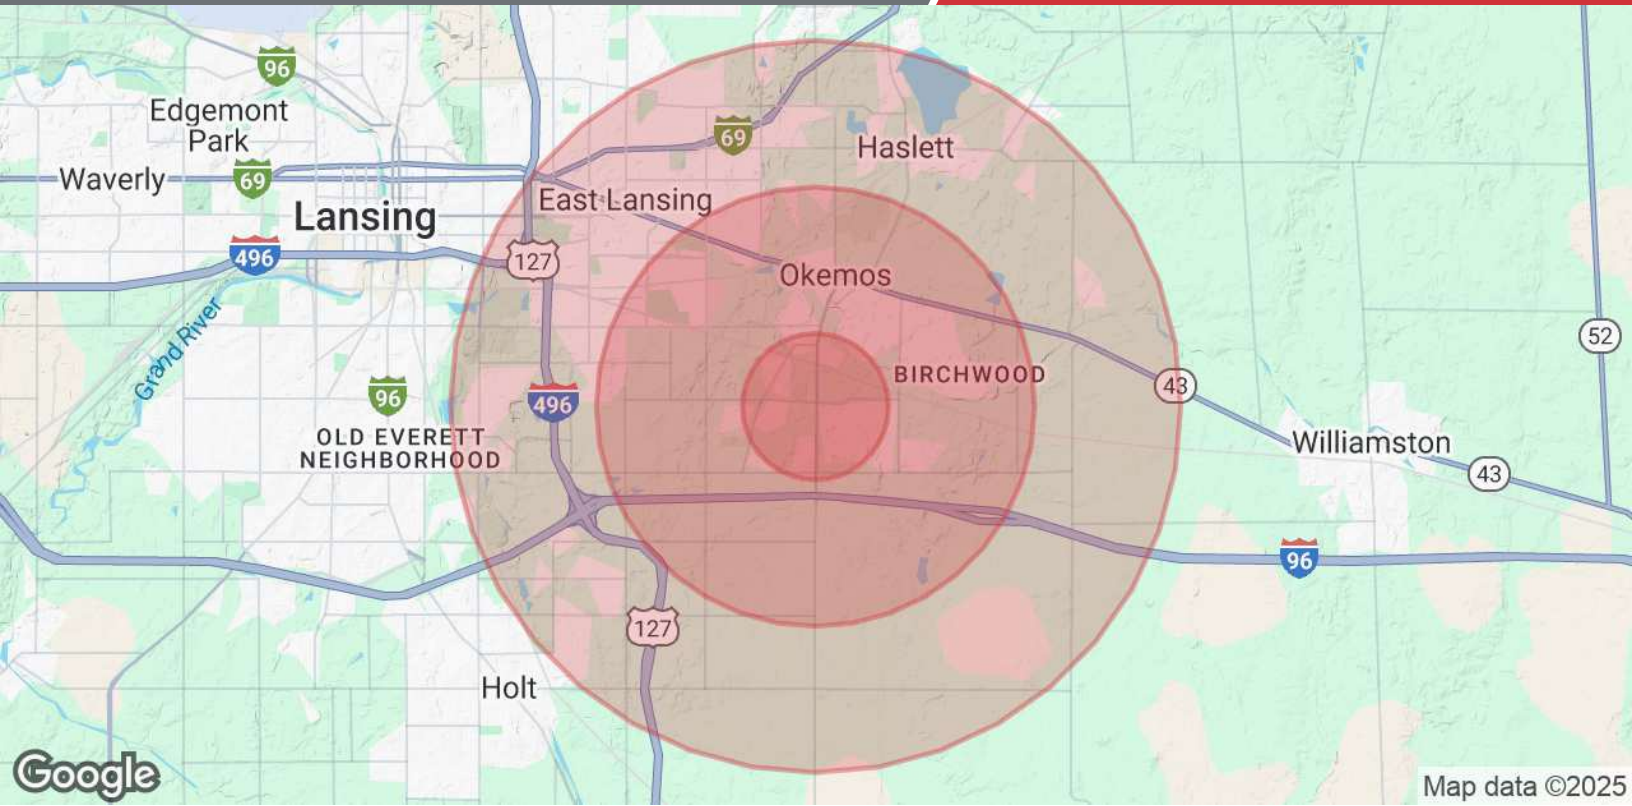 96
Edgemont
Park
69
Haslett
Waverly
69
East Lansing
Lansing
496
127
Okemos
Grand River
52
BIRCHWOOD
43
96
496
OLD EVERETT
NEIGHBORHOOD
Williamston
43
96
127
Holt
Google
Map data ©2025